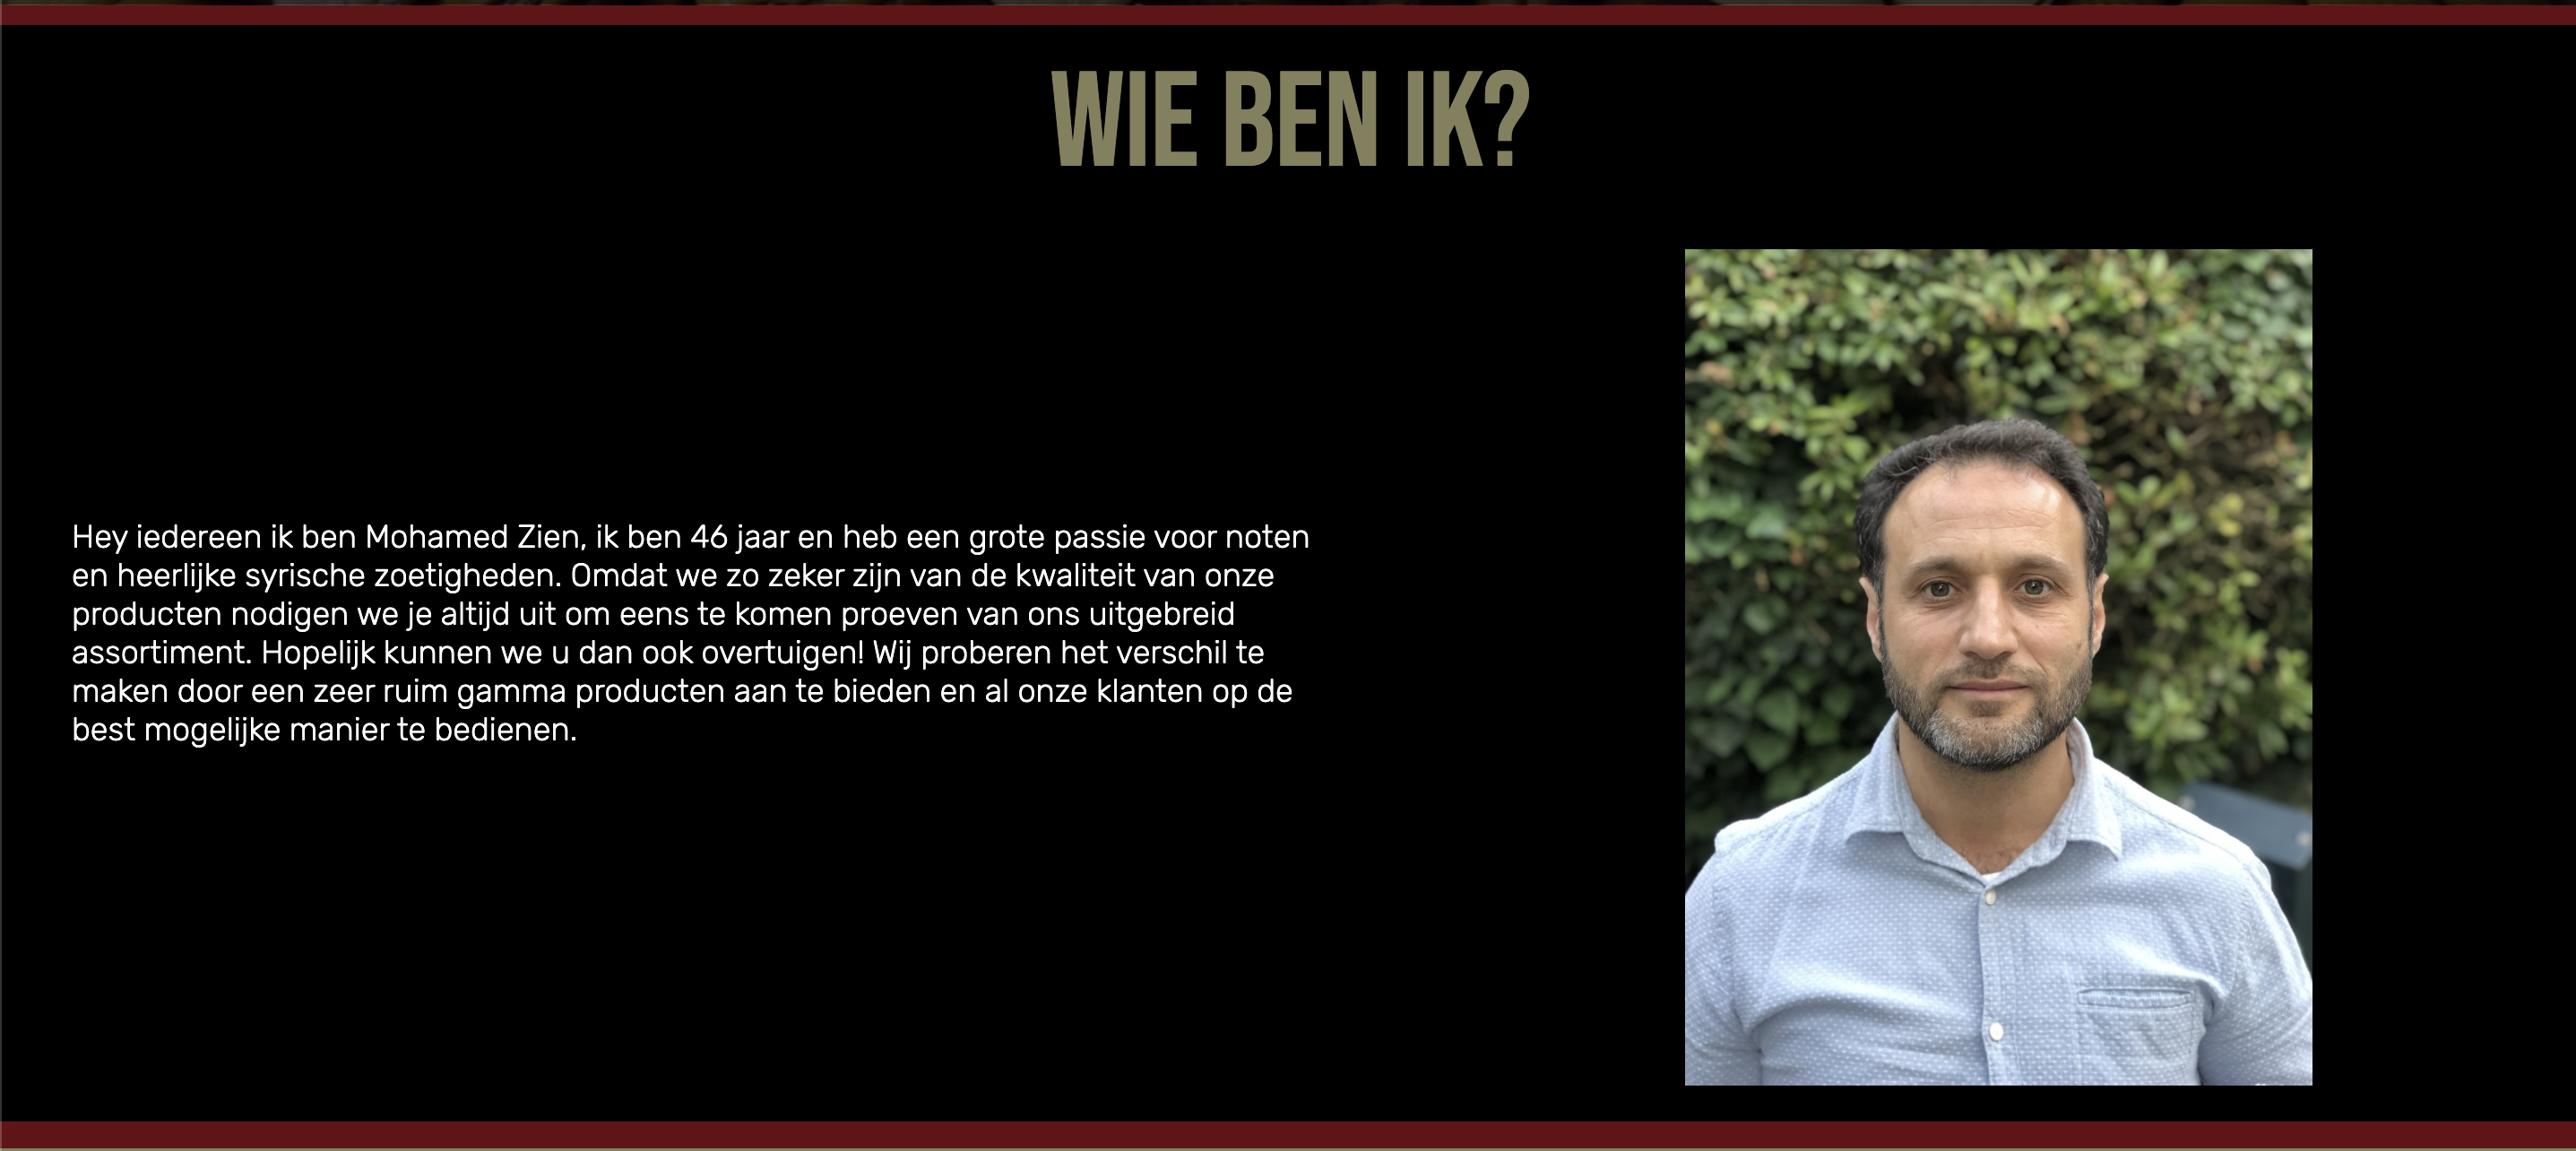 WIE BEN IK?
Hey iedereen ik ben Mohamed Zien, ik ben 46 jaar en heb een grote passie voor noten
en heerlijke syrische zoetigheden. Omdat we zo zeker zijn van de kwaliteit van onze
producten nodigen we je altijd uit om eens te komen proeven van ons uitgebreid
assortiment. Hopelijk kunnen we u dan ook overtuigen! Wij proberen het verschil te
maken door een zeer ruim gamma producten aan te bieden en al onze klanten op de
best mogelijke manier te bedienen.